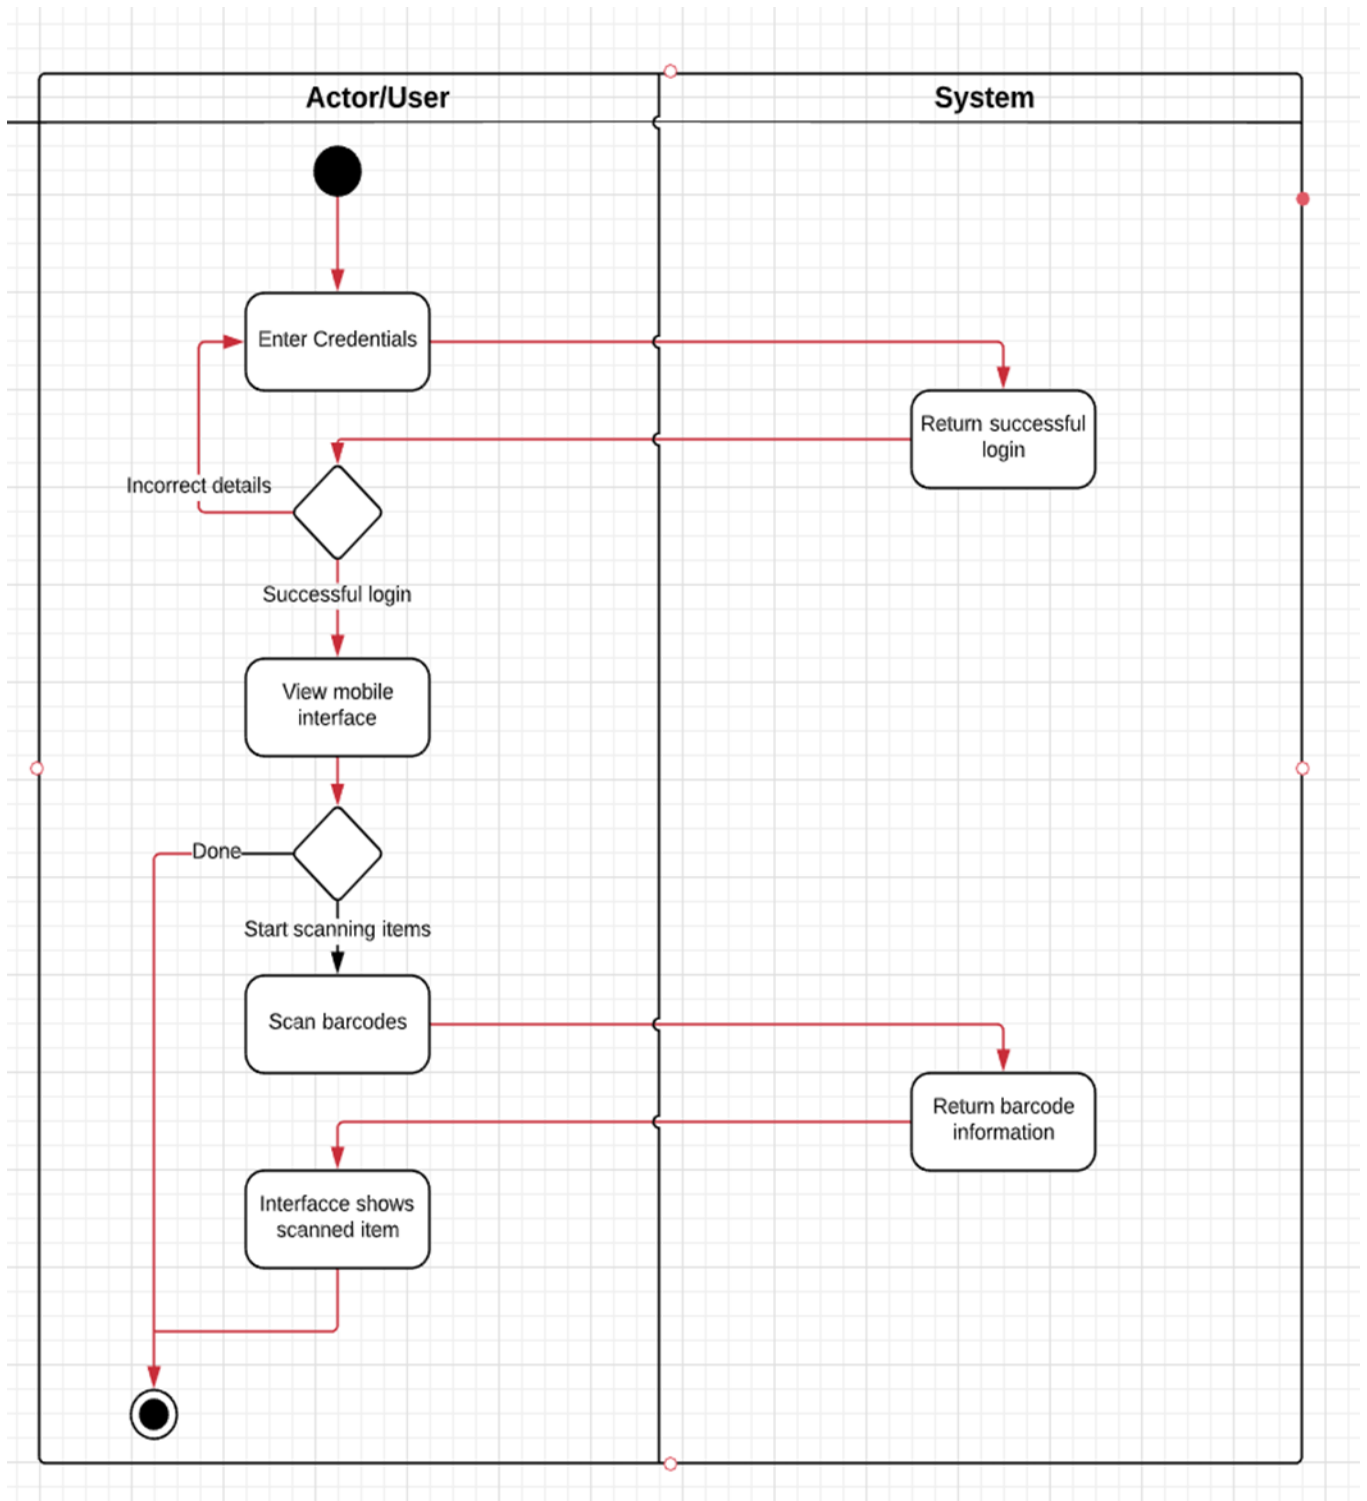 Actor/User
System
Enter Credentials
Return successful
login
Incorrect details
Successful login
View mobile
interface
Done
Start scanning items
Scan barcodes
Return barcode
information
Interfacce shows
scanned item